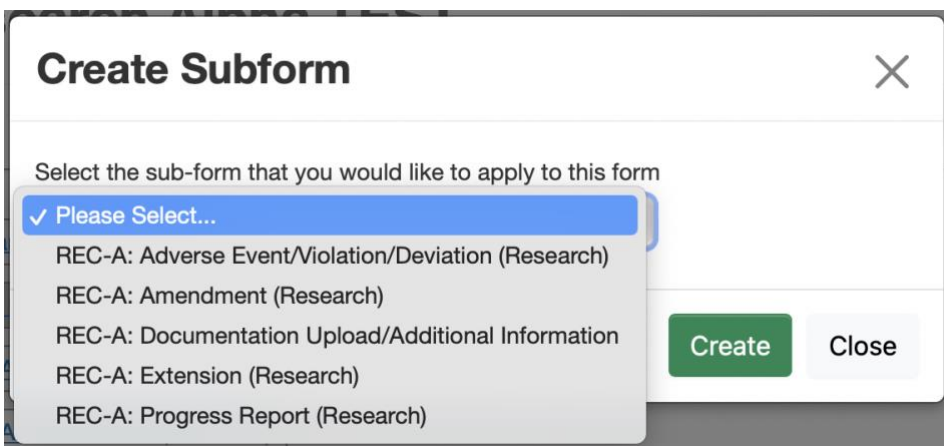 Create Subform
Select the sub-form that you would like to apply to this form
✓ Please Select...
REC-A: Adverse Event/Violation/Deviation (Research)
REC-A: Amendment (Research)
REC-A: Documentation Upload/Additional Information
REC-A: Extension (Research)
REC-A: Progress Report (Research)
Create Close